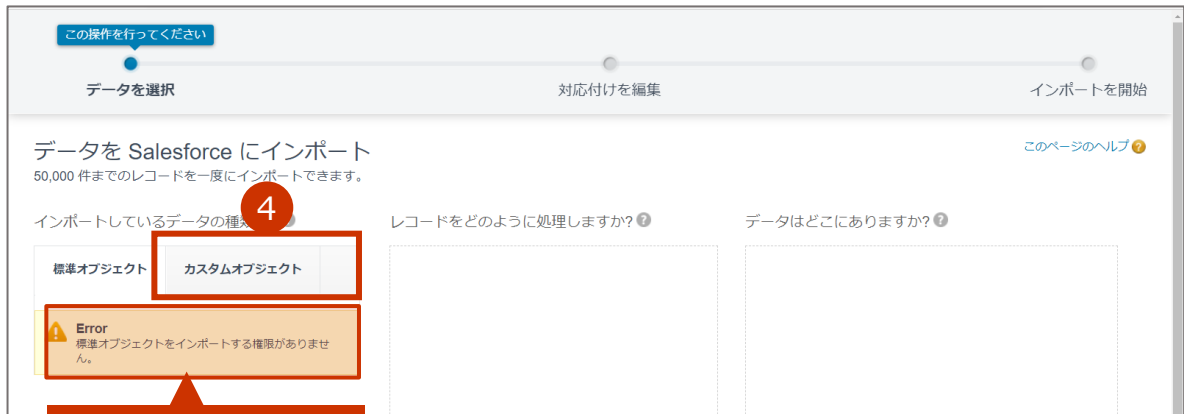 この操作を行ってください
データを選択
対応付けを編集
インポートを開始
データを Salesforce にインポート
このページのヘルプ
50,000 件までのレコードを一度にインポートできます。
4
インポートしているデータの種
レコードをどのように処理しますか?
データはどこにありますか?
標準オブジェクト
カスタムオブジェクト
Error
標準オブジェクトをインポートする権限がありませ
ん。